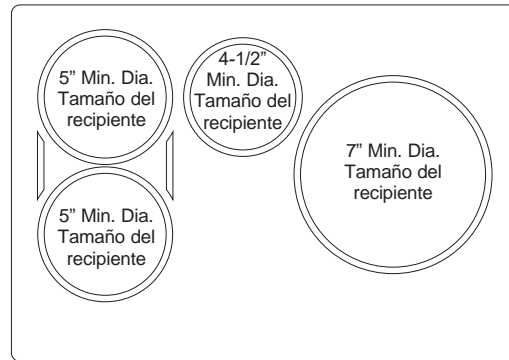 5” Min. Dia.
Tamaño del
recipiente
4-1/2”
Min. Dia.
Tamaño del
recipiente
7” Min. Dia.
Tamaño del
recipiente
5” Min. Dia.
Tamaño del
recipiente